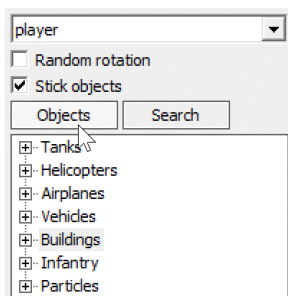 player
Random rotation
Stick objects
Objects Search
Tanks
Helicopters
Airplanes
Vehicles
Buildings
Infantry
Particles